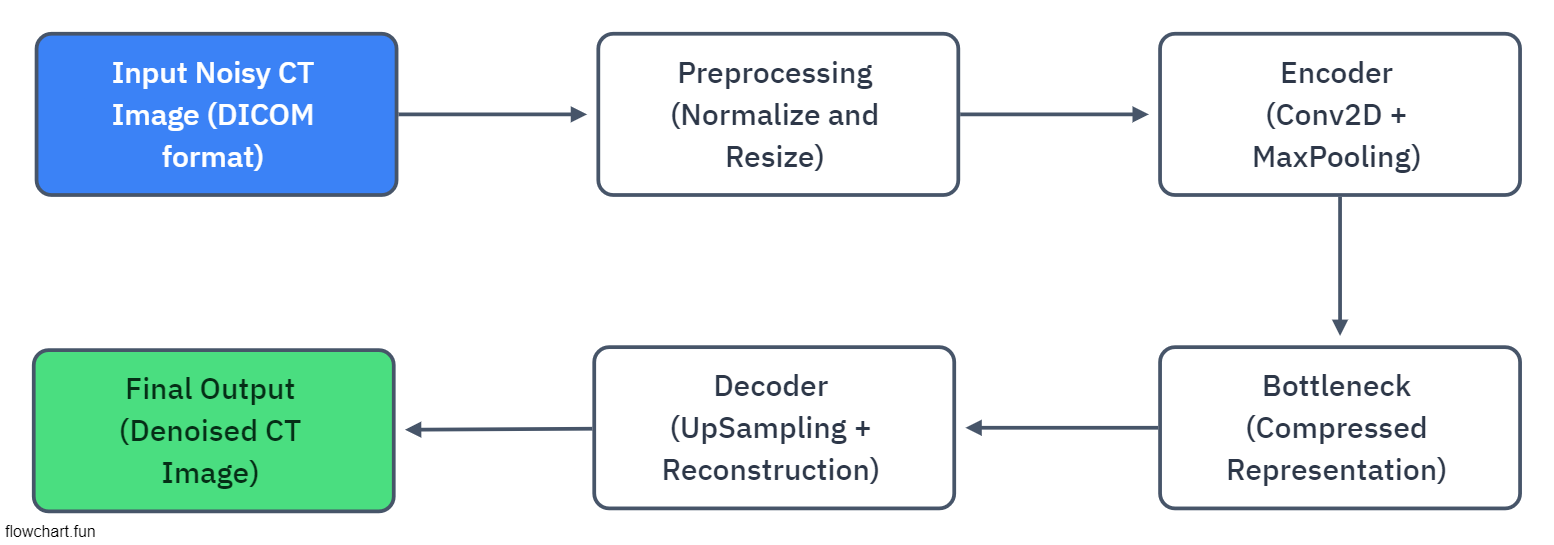 Input Noisy CT
Image (DICOM
format)
Preprocessing
(Normalize and
Resize)
Encoder
(Conv2D +
MaxPooling)
Final Output
(Denoised CT
Image)
Decoder
(UpSampling +
Reconstruction)
Bottleneck
(Compressed
Representation)
flowchart.fun